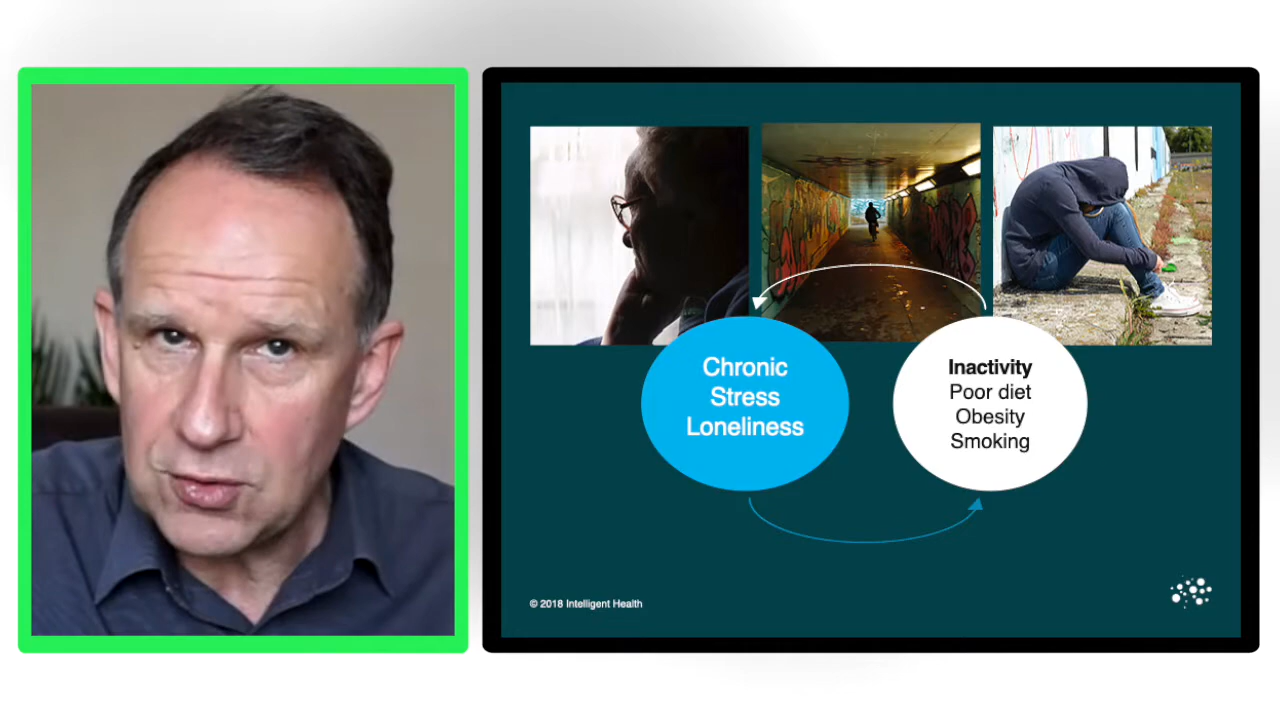 Chronic
Stress
Loneliness
Inactivity
Poor diet
Obesity
Smoking
© 2018 Intelligent Health